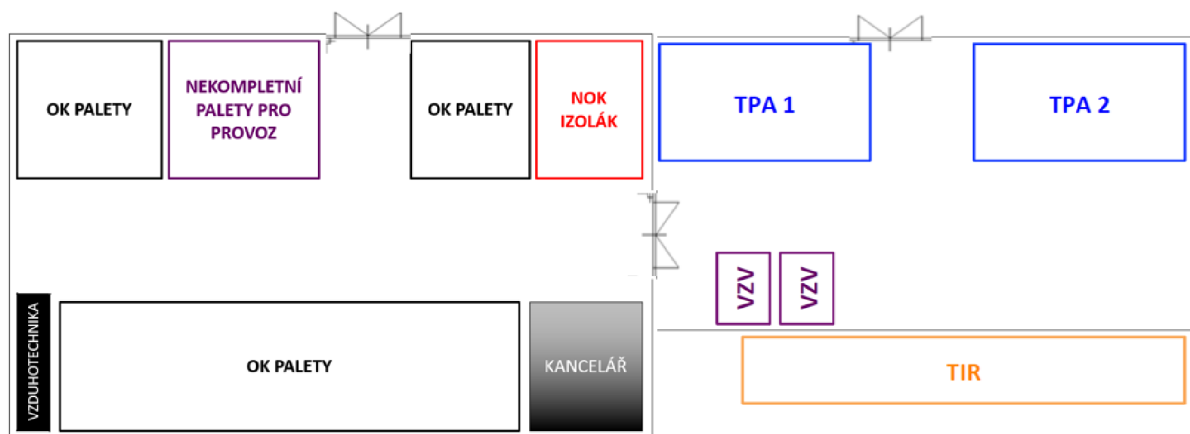 OK PALETY
NEKOMPLETNÍ
PALETY PRO
PROVOZ
OK PALETY
NOK
IZOLÁK
TPA 1
TPA 2
VZV
VZV
VZDUHOTECHNIKA
OK PALETY
KANCELÁŘ
TIR